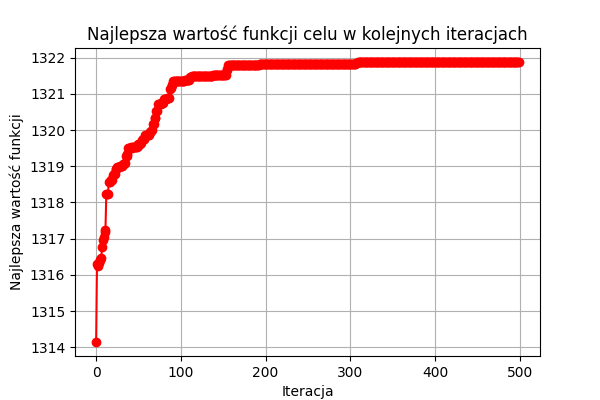 Najlepsza wartość funkcji celu w kolejnych iteracjach
1322
1321
1320
1319
1318
1317
1316
1315
1314
Najlepsza wartość funkcji
0 100 200 300 400 500
Iteracja